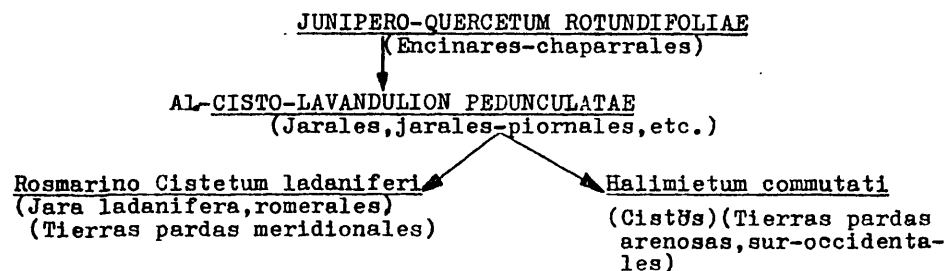 JUNIPERO-QUERCETUM ROTUNDIFOLIAE
(Encinares-chaparrales)
Al-CISTO-LAVANDULION PEDUNCULATAE
(Jarales,jarales-piornales,etc.)
Rosmarino Cistetum ladaniferi
(Jara ladanifera,romerales)
(Tierras pardas meridionales)
Halimietum commutati
(Cistus)(Tierras pardas
arenosas,sur-occidenta-
les)